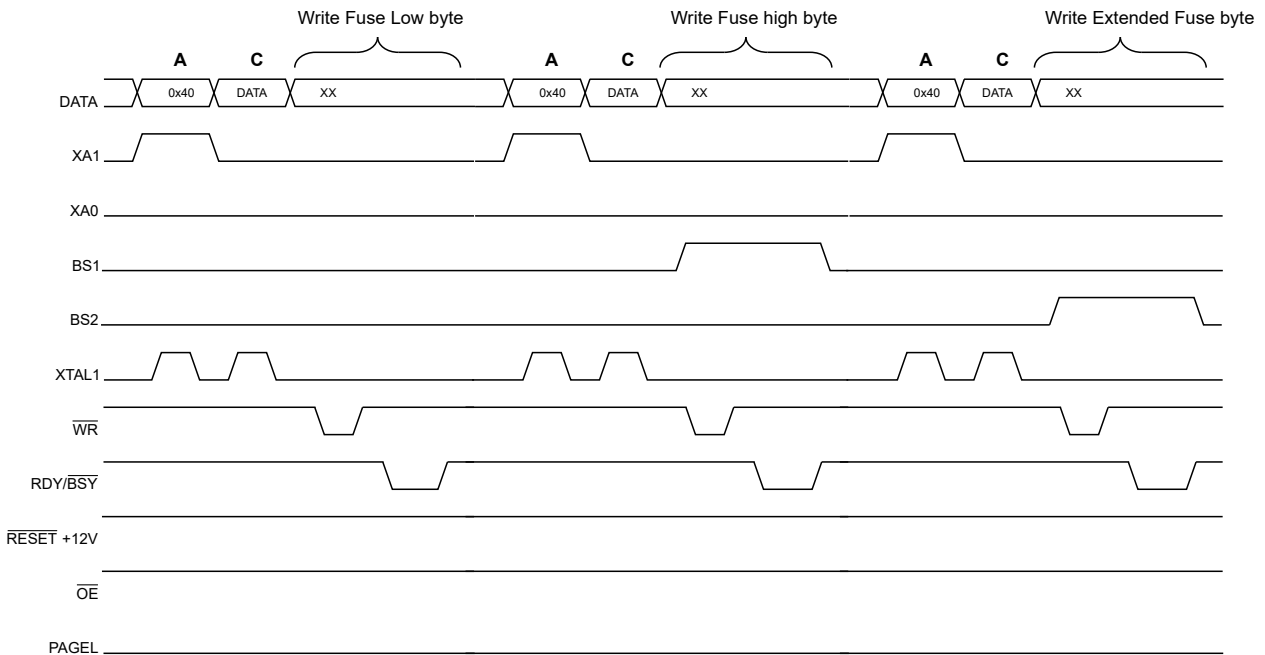 Write Fuse Low byte Write Fuse high byte Write Extended Fuse byte
A C A C A C
DATA 0x40 DATA XX 0x40 DATA XX 0x40 DATA XX
XA1
XA0
BS1
BS2
XTAL1
WR
RDY/BSY
RESET +12V
OE
PAGEL